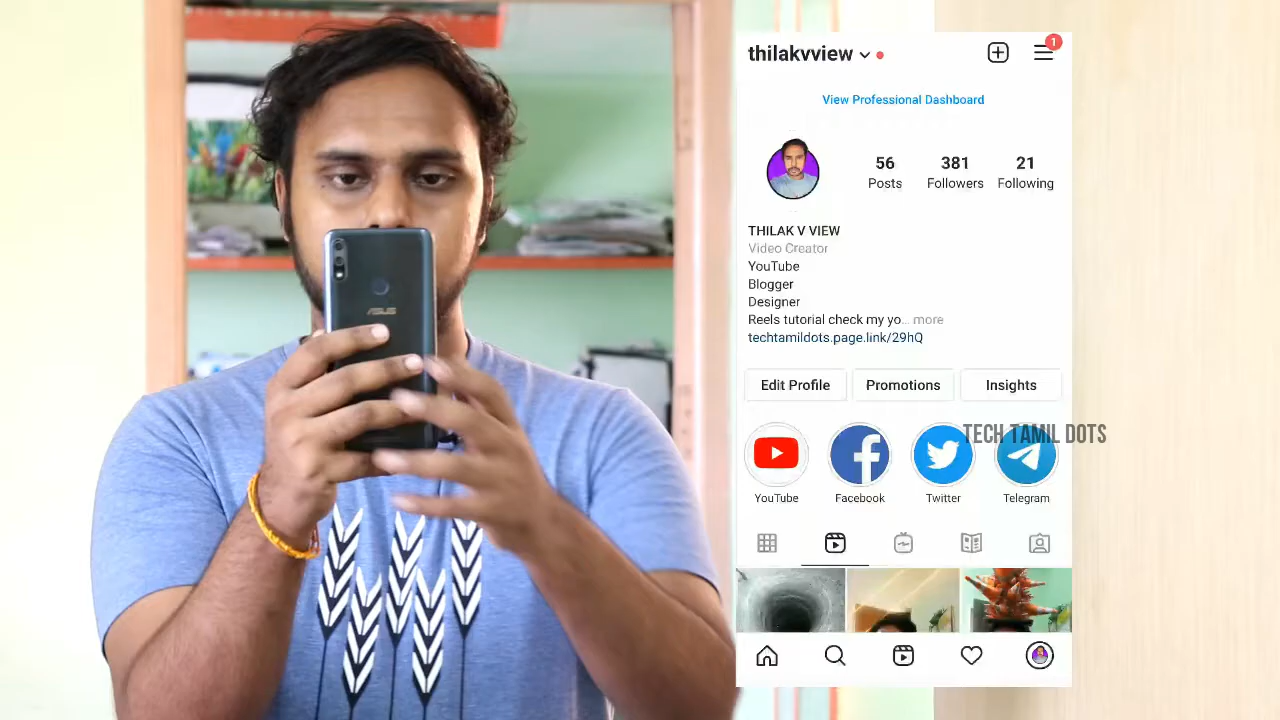 ASUS
thilakvview
1
View Professional Dashboard
56 381 21
Posts Followers Following
THILAK V VIEW
Video Creator
YouTube
Blogger
Designer
Reels tutorial check my yo... more
techtamildots.page.link/29hQ
Edit Profile Promotions Insights
TECH TAMIL DOTS
YouTube Facebook Twitter Telegram